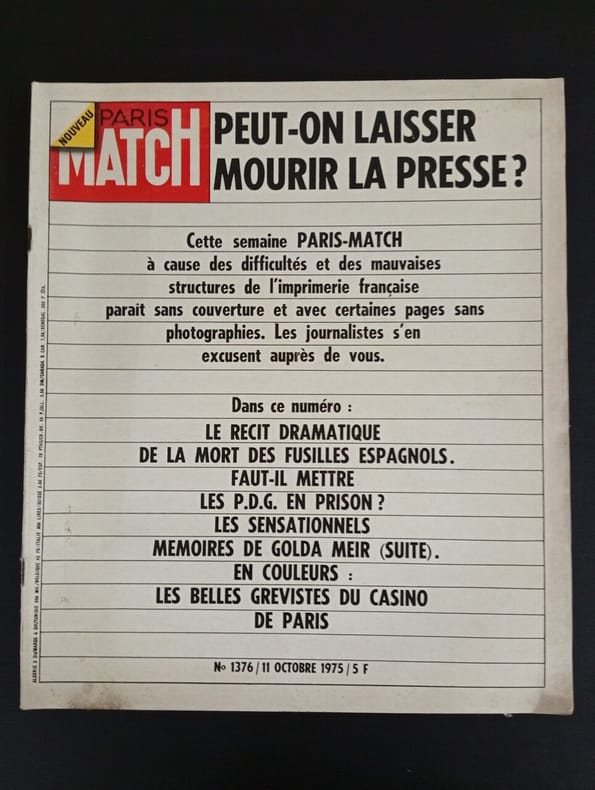 NOUVEAU
PARIS
MATCH
PEUT-ON LAISSER
MOURIR LA PRESSE?
Cette semaine PARIS-MATCH
à cause des difficultés et des mauvaises
structures de l'imprimerie française
parait sans couverture et avec certaines pages sans
photographies. Les journalistes s'en
excusent auprès de vous.
Dans ce numéro :
LE RECIT DRAMATIQUE
DE LA MORT DES FUSILLES ESPAGNOLS.
FAUT-IL METTRE
LES P.D.G. EN PRISON?
LES SENSATIONNELS
MEMOIRES DE GOLDA MEIR (SUITE).
EN COULEURS :
LES BELLES GREVISTES DU CASINO
DE PARIS
No 1376/11 OCTOBRE 1975/5 F